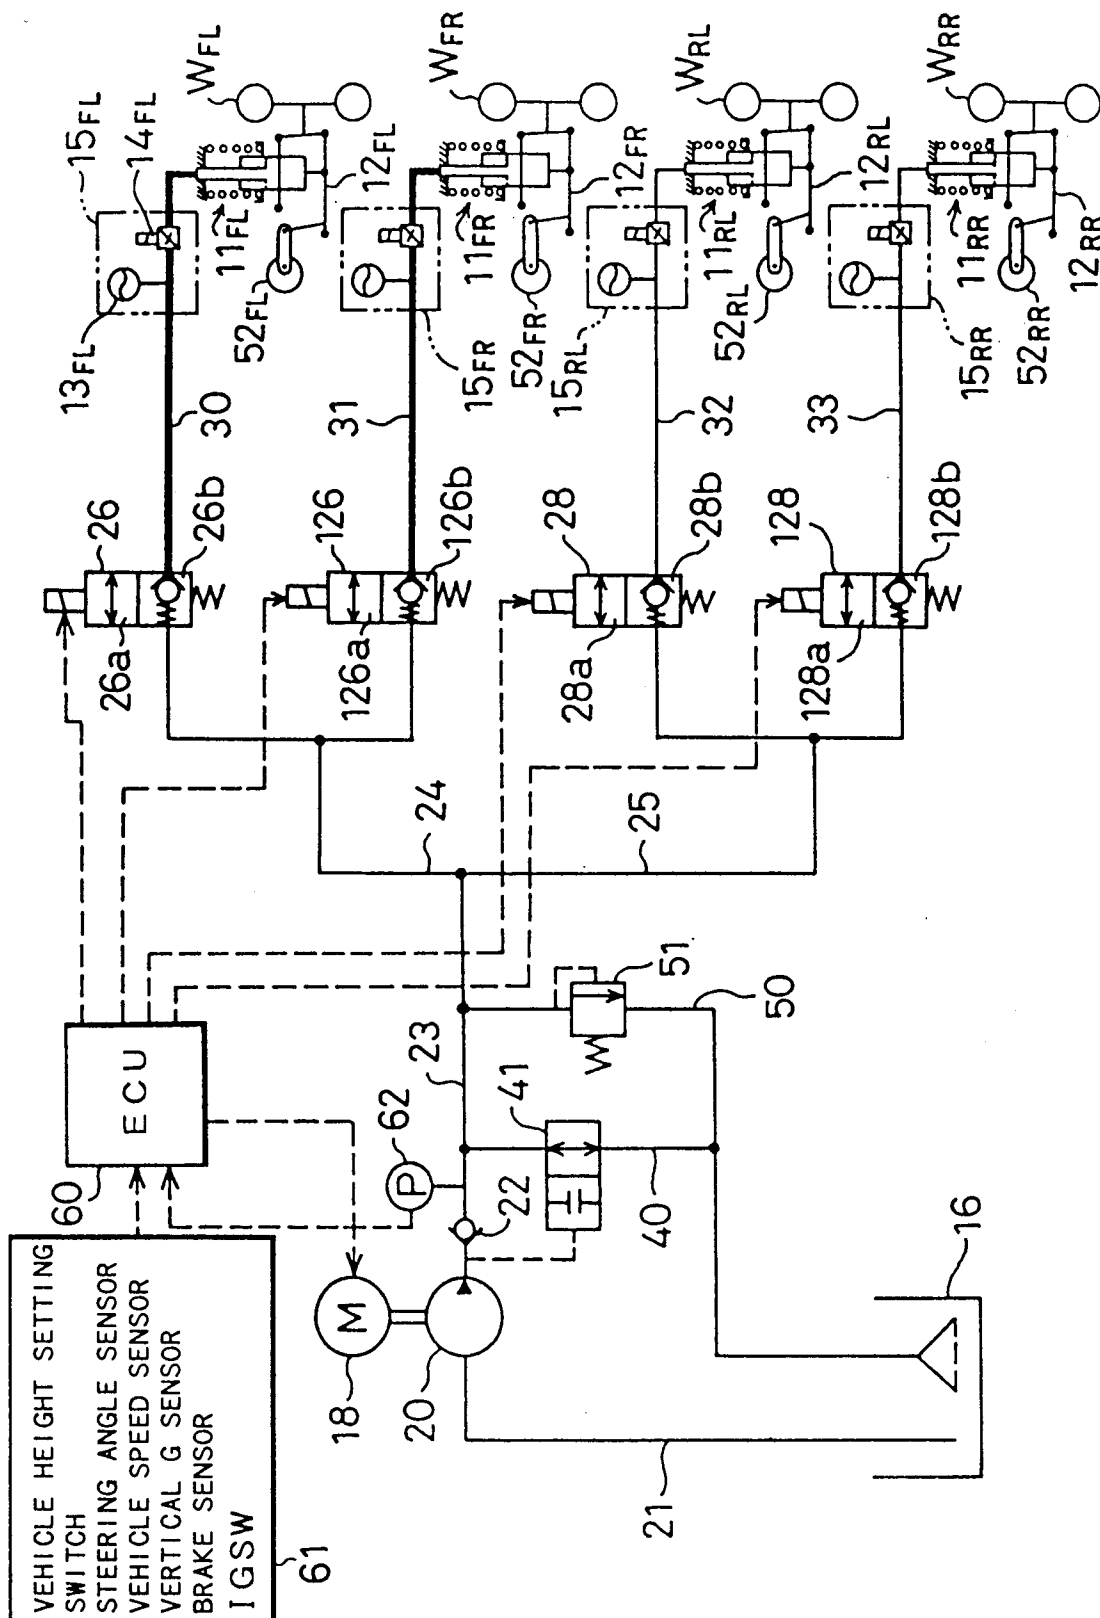 VEHICLE HEIGHT SETTING
SWITCH
STEERING ANGLE SENSOR
VEHICLE SPEED SENSOR
VERTICAL G SENSOR
BRAKE SENSOR
IGSW
61
60
ECU
62
P
M
18
20
21
22
23
41
40
16
51
50
24
25
26
26a
26b
126
126a
126b
28
28a
28b
128
128a
128b
30
31
32
33
13FL
15FL
14FL
11FL
12FL
52FL
WFL
15FR
11FR
12FR
52FR
WFR
15RL
11RL
12RL
52RL
WRL
15RR
11RR
12RR
52RR
WRR